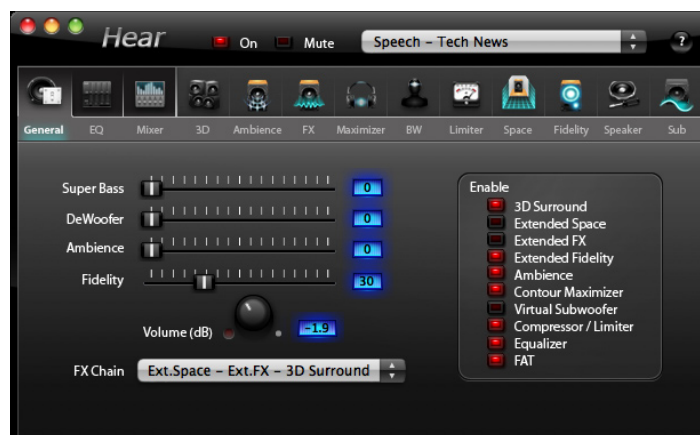 Hear On Mute Speech – Tech News ?
General EQ Mixer 3D Ambience FX Maximizer BW Limiter Space Fidelity Speaker Sub
Super Bass 0
DeWoofer 0
Ambience 0
Fidelity 30
Volume (dB) -1.9
FX Chain Ext.Space – Ext.FX – 3D Surround
Enable
3D Surround
Extended Space
Extended FX
Extended Fidelity
Ambience
Contour Maximizer
Virtual Subwoofer
Compressor / Limiter
Equalizer
FAT